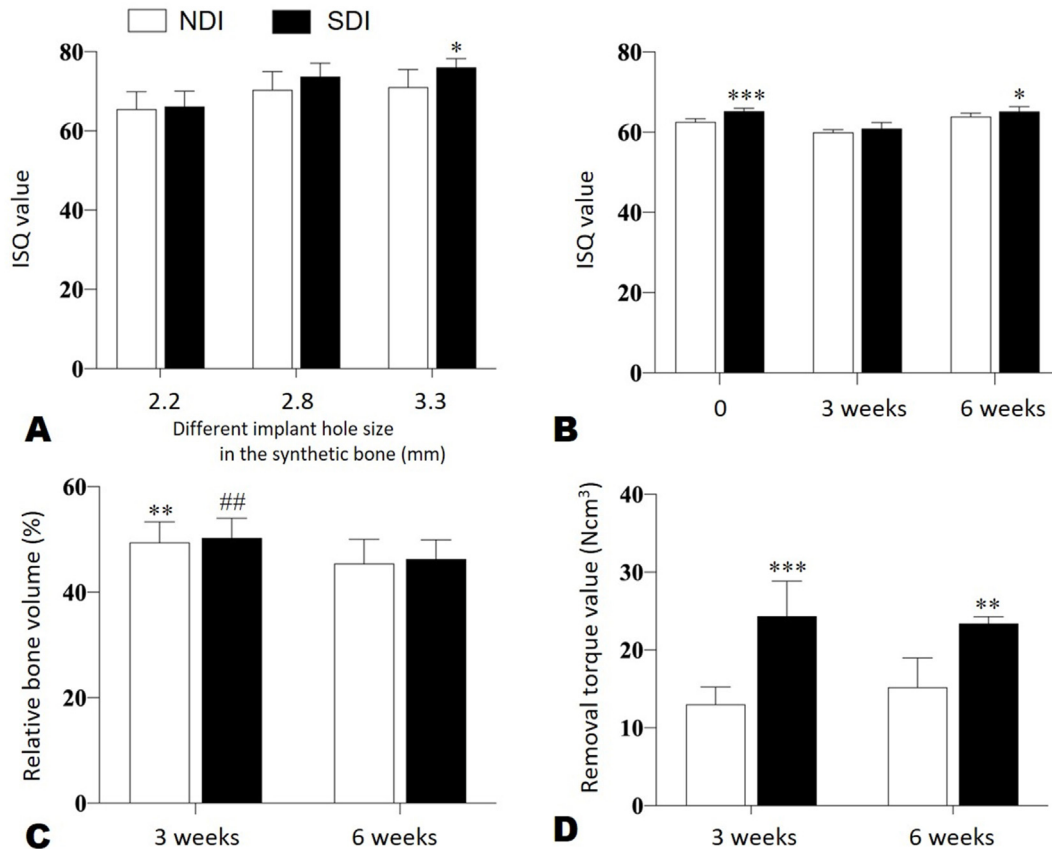 NDI SDI
80
60
40
20
0
ISQ value
*
2.2 2.8 3.3
Different implant hole size
in the synthetic bone (mm)
A
80
60
40
20
0
ISQ value
***
*
0 3 weeks 6 weeks
B
60
40
20
0
Relative bone volume (%)
** ##
3 weeks 6 weeks
C
40
30
20
10
0
Removal torque value (Ncm³)
***
**
3 weeks 6 weeks
D